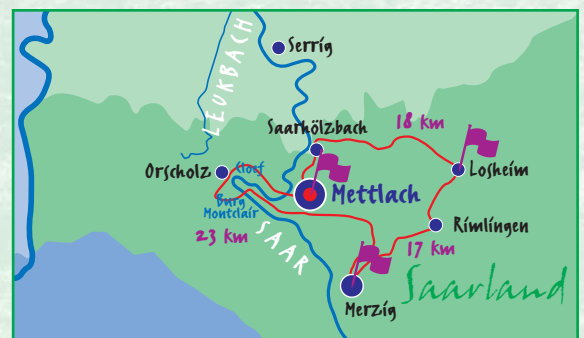 Serrig
LEUKBACH
Saarhölzbach
18 km
Losheim
Orscholz
Cloef
Mettlach
Burg
Montclair
23 km
SAAR
Rimlingen
17 km
Saarland
Merzig